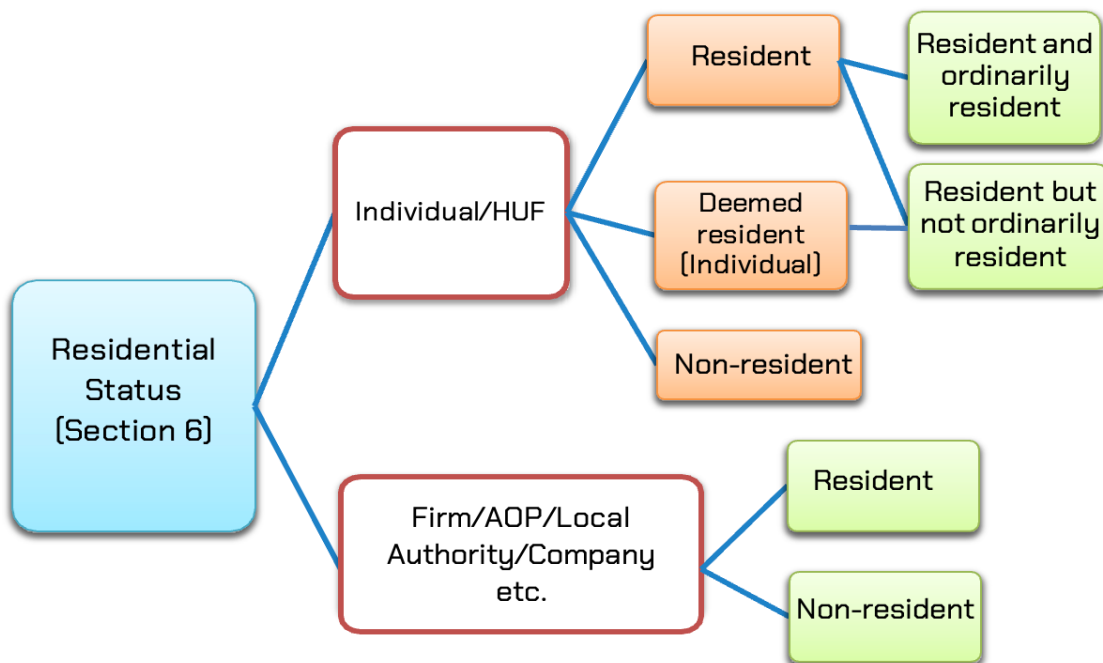 Residential
Status
(Section 6)
Individual/HUF
Resident
Resident and
ordinarily
resident
Deemed
resident
(Individual)
Resident but
not ordinarily
resident
Non-resident
Firm/AOP/Local
Authority/Company
etc.
Resident
Non-resident